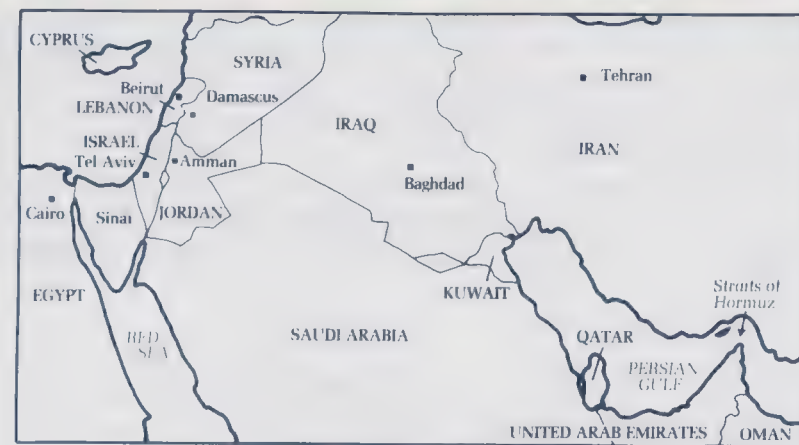 CYPRUS
SYRIA
Tehran
Beirut
LEBANON
Damascus
ISRAEL
Tel Aviv
Amman
IRAQ
IRAN
Baghdad
Cairo
Sinai
JORDAN
EGYPT
RED
SEA
KUWAIT
Straits of
Hormuz
SAUDI ARABIA
QATAR
PERSIAN
GULF
UNITED ARAB EMIRATES
OMAN